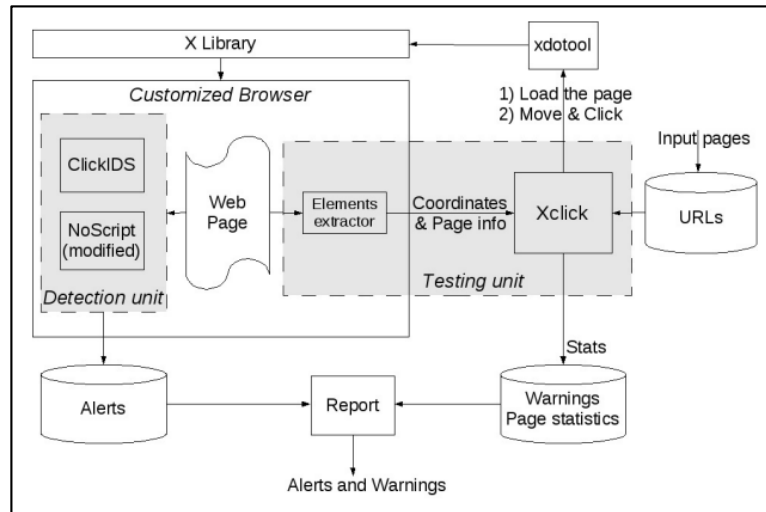 X Library
xdotool
Customized Browser
1) Load the page
2) Move & Click
ClickIDS
NoScript
(modified)
Detection unit
Web
Page
Elements
extractor
Coordinates
& Page info
Xclick
Testing unit
Input pages
URLs
Stats
Alerts
Report
Warnings
Page statistics
Alerts and Warnings